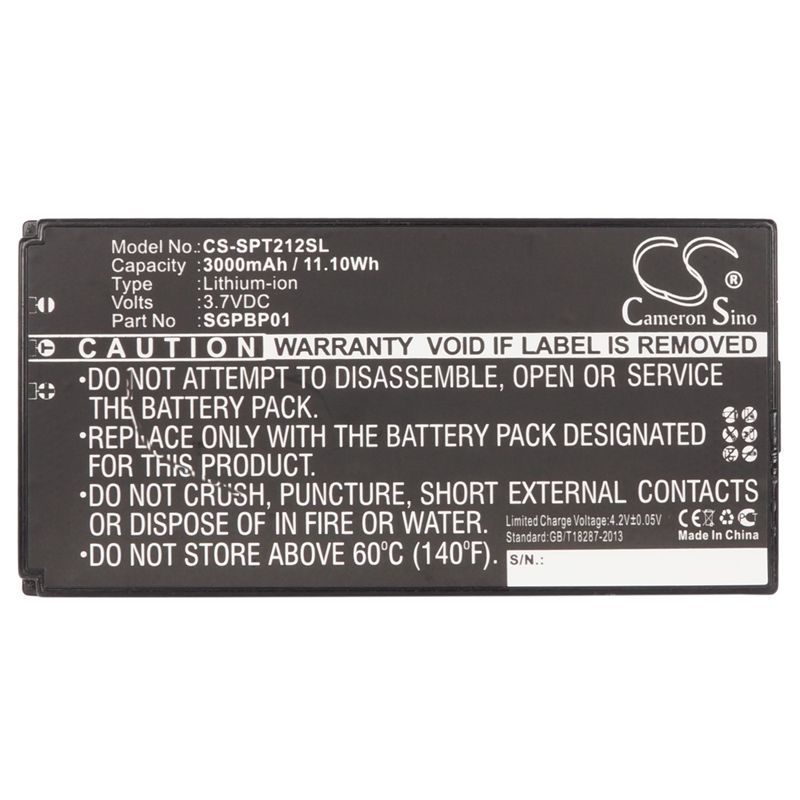 Model No.: CS-SPT212SL
Capacity : 3000mAh / 11.10Wh
Type : Lithium-ion
Volts : 3.7VDC
Part No : SGPBP01
CS®
Cameron Sino
CAUTION WARRANTY VOID IF LABEL IS REMOVED
•DO NOT ATTEMPT TO DISASSEMBLE, OPEN OR SERVICE
THE BATTERY PACK.
•REPLACE ONLY WITH THE BATTERY PACK DESIGNATED
FOR THIS PRODUCT.
•DO NOT CRUSH, PUNCTURE, SHORT EXTERNAL CONTACTS
OR DISPOSE OF IN FIRE OR WATER.
•DO NOT STORE ABOVE 60°C (140°F).
Limited Charge Voltage:4.2V±0.05V
Standard:GB/T18287-2013
CE
Made In China
S/N.: